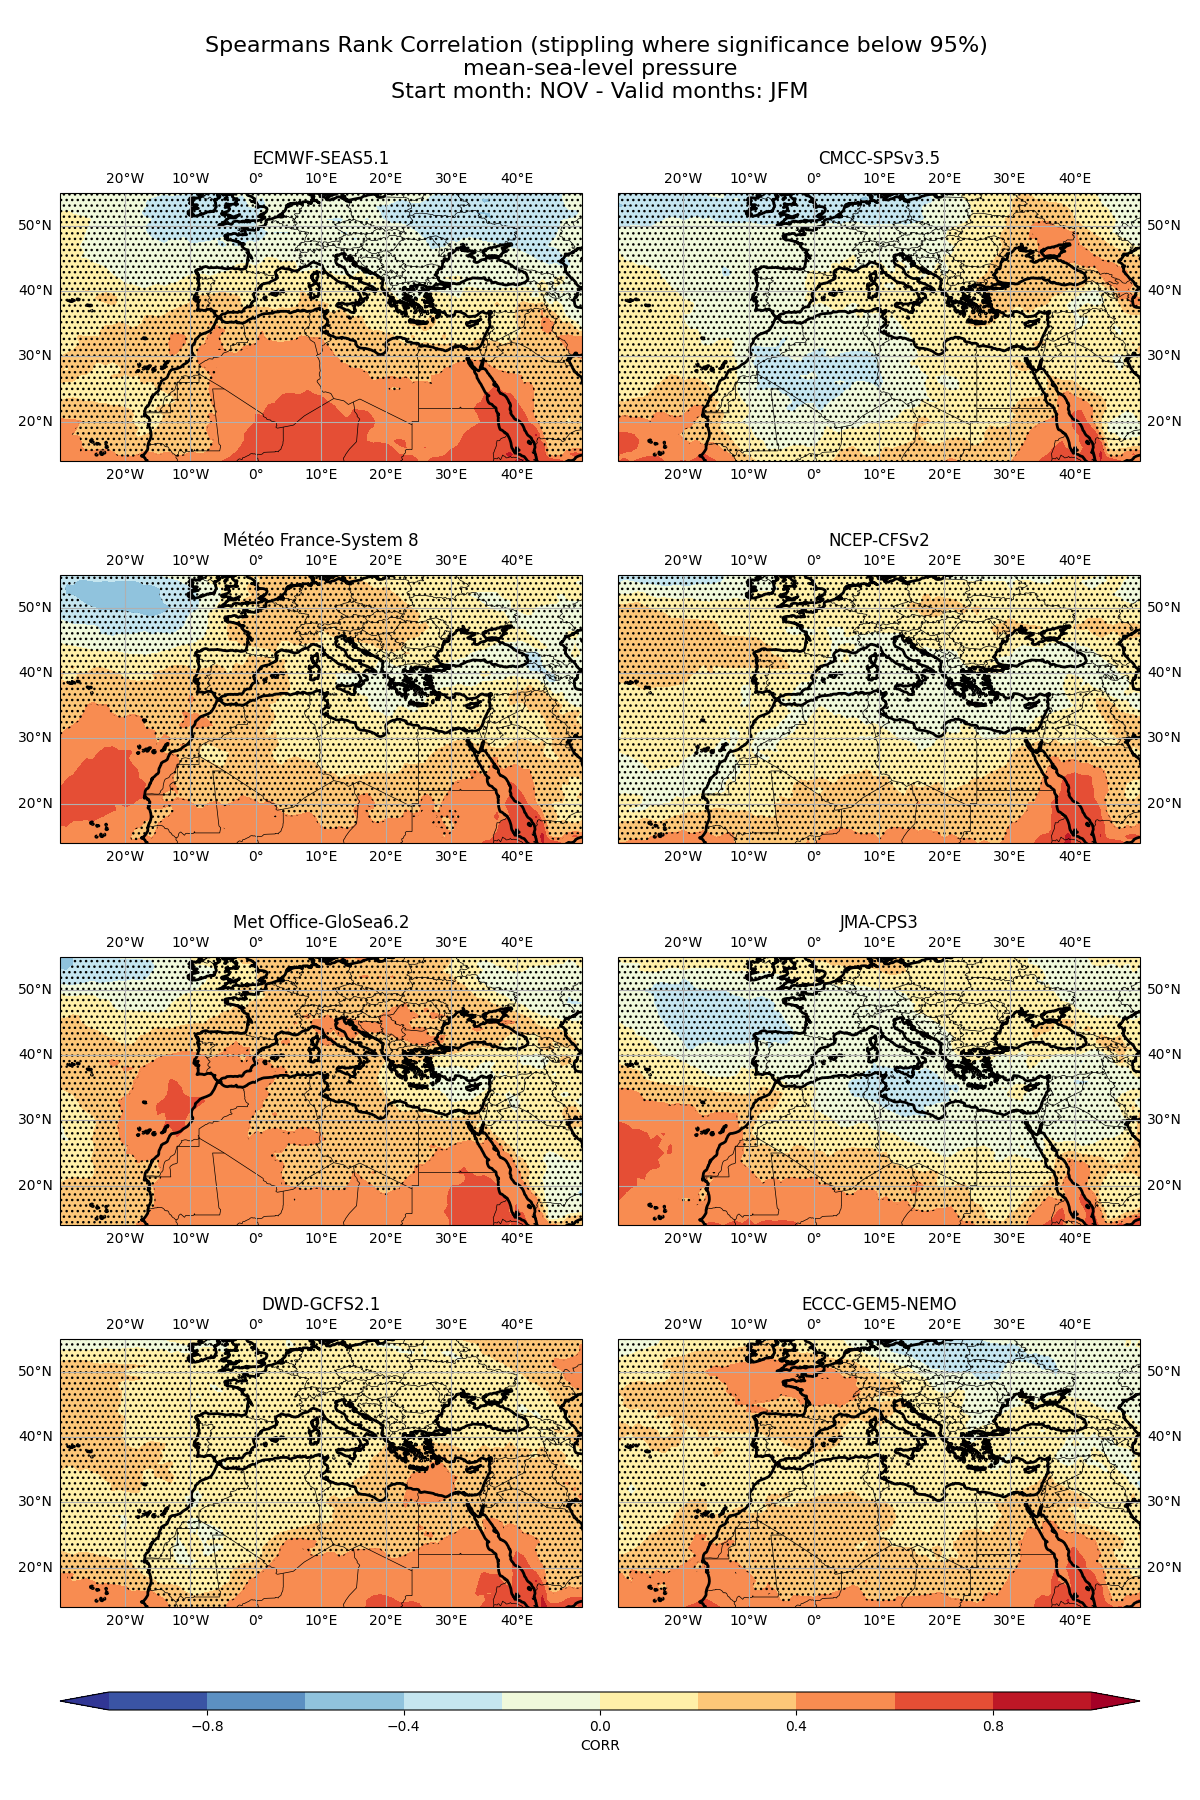 Spearmans Rank Correlation (stippling where significance below 95%)
mean-sea-level pressure
Start month: NOV - Valid months: JFM
ECMWF-SEAS5.1
CMCC-SPSv3.5
20°W 10°W 0° 10°E 20°E 30°E 40°E
20°W 10°W 0° 10°E 20°E 30°E 40°E
50°N
50°N
40°N
40°N
30°N
30°N
20°N
20°N
20°W 10°W 0° 10°E 20°E 30°E 40°E
20°W 10°W 0° 10°E 20°E 30°E 40°E
Météo France-System 8
NCEP-CFSv2
20°W 10°W 0° 10°E 20°E 30°E 40°E
20°W 10°W 0° 10°E 20°E 30°E 40°E
50°N
50°N
40°N
40°N
30°N
30°N
20°N
20°N
20°W 10°W 0° 10°E 20°E 30°E 40°E
20°W 10°W 0° 10°E 20°E 30°E 40°E
Met Office-GloSea6.2
JMA-CPS3
20°W 10°W 0° 10°E 20°E 30°E 40°E
20°W 10°W 0° 10°E 20°E 30°E 40°E
50°N
50°N
40°N
40°N
30°N
30°N
20°N
20°N
20°W 10°W 0° 10°E 20°E 30°E 40°E
20°W 10°W 0° 10°E 20°E 30°E 40°E
DWD-GCFS2.1
ECCC-GEM5-NEMO
20°W 10°W 0° 10°E 20°E 30°E 40°E
20°W 10°W 0° 10°E 20°E 30°E 40°E
50°N
50°N
40°N
40°N
30°N
30°N
20°N
20°N
20°W 10°W 0° 10°E 20°E 30°E 40°E
20°W 10°W 0° 10°E 20°E 30°E 40°E
−0.8 −0.4 0.0 0.4 0.8
CORR